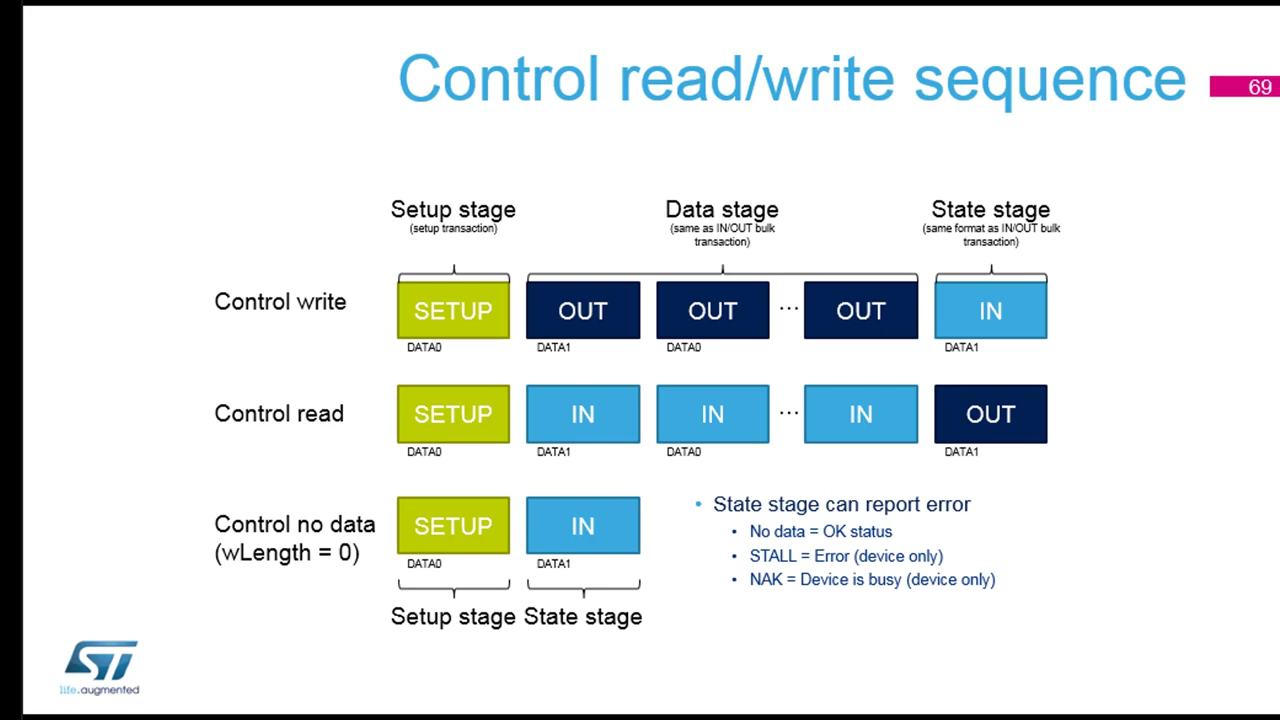 Control read/write sequence
69
Setup stage
(setup transaction)
Data stage
(same as IN/OUT bulk
transaction)
State stage
(same format as IN/OUT bulk
transaction)
Control write
SETUP
OUT
OUT
...
OUT
IN
DATA0
DATA1
DATA0
DATA1
Control read
SETUP
IN
IN
...
IN
OUT
DATA0
DATA1
DATA0
DATA1
Control no data
(wLength = 0)
SETUP
IN
DATA0
DATA1
Setup stage
State stage
• State stage can report error
• No data = OK status
• STALL = Error (device only)
• NAK = Device is busy (device only)
ST
life.augmented